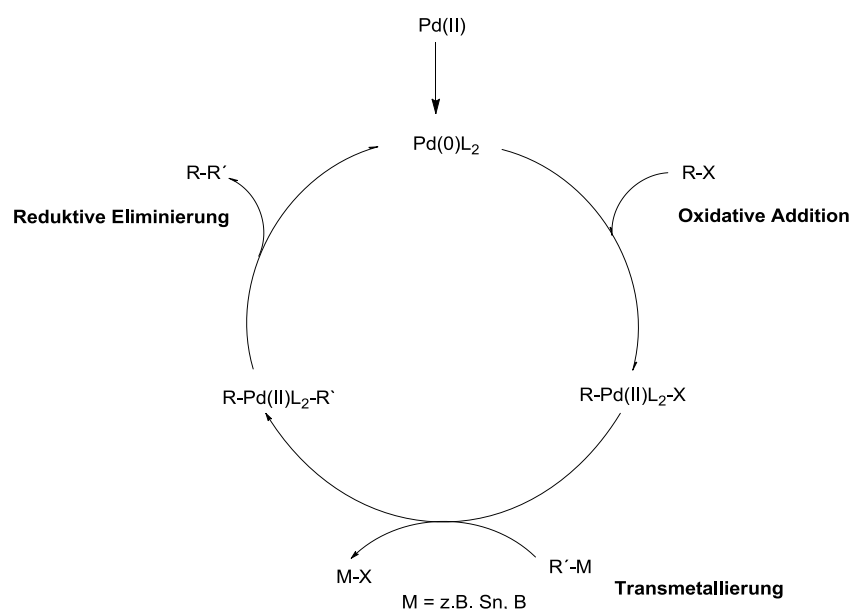 Pd(II)
Pd(0)L₂
R-R´
R-X
Reduktive Eliminierung
Oxidative Addition
R-Pd(II)L₂-R`
R-Pd(II)L₂-X
M-X
R´-M
Transmetallierung
M = z.B. Sn, B